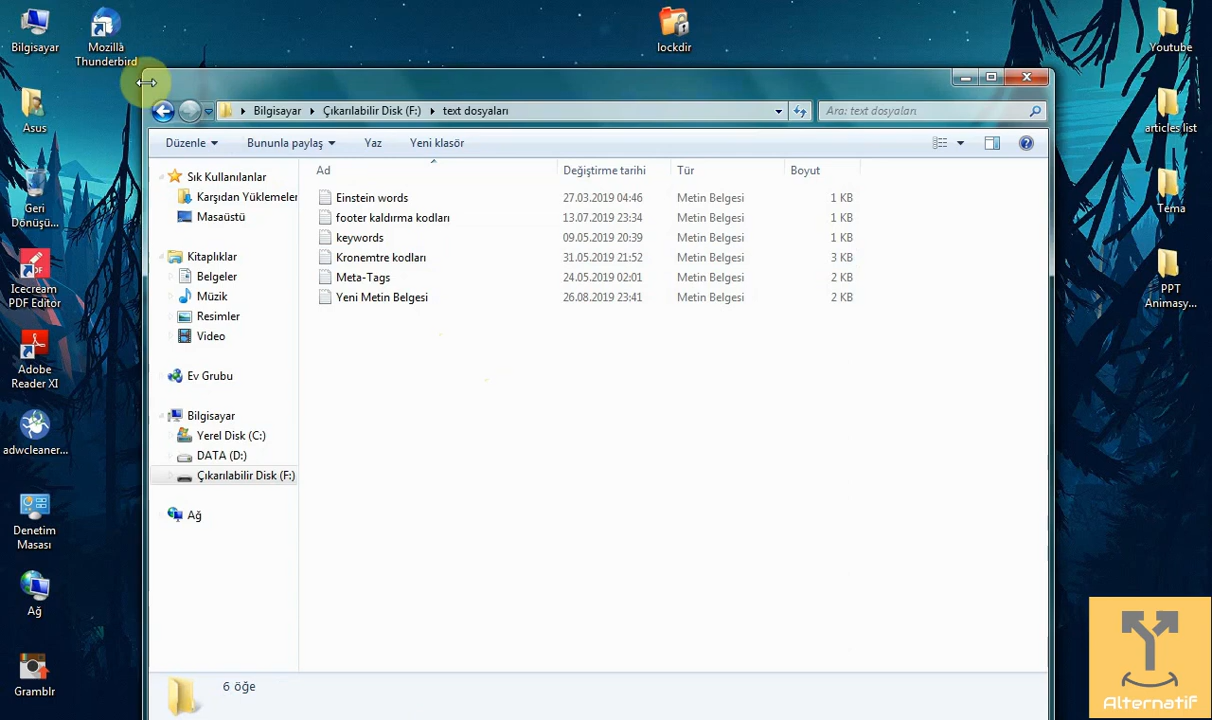 Bilgisayar
Mozilla
Thunderbird
lockdir
Youtube
Bilgisayar
Çıkarılabilir Disk (F:)
text dosyaları
Ara: text dosyaları
Düzenle
Bununla paylaş
Yaz
Yeni klasör
Asus
Geri
Dönüşü...
Icecream
PDF Editor
Adobe
Reader XI
adwcleaner...
Denetim
Masası
Ağ
Gramblr
Sık Kullanılanlar
Karşıdan Yüklemeler
Masaüstü
Kitaplıklar
Belgeler
Müzik
Resimler
Video
Ev Grubu
Bilgisayar
Yerel Disk (C:)
DATA (D:)
Çıkarılabilir Disk (F:)
Ağ
Ad Değiştirme tarihi Tür Boyut
Einstein words 27.03.2019 04:46 Metin Belgesi 1 KB
footer kaldırma kodları 13.07.2019 23:34 Metin Belgesi 1 KB
keywords 09.05.2019 20:39 Metin Belgesi 1 KB
Kronemtre kodları 31.05.2019 21:52 Metin Belgesi 3 KB
Meta-Tags 24.05.2019 02:01 Metin Belgesi 2 KB
Yeni Metin Belgesi 26.08.2019 23:41 Metin Belgesi 2 KB
6 öğe
articles list
Tema
PPT
Animasy...
Alternatif